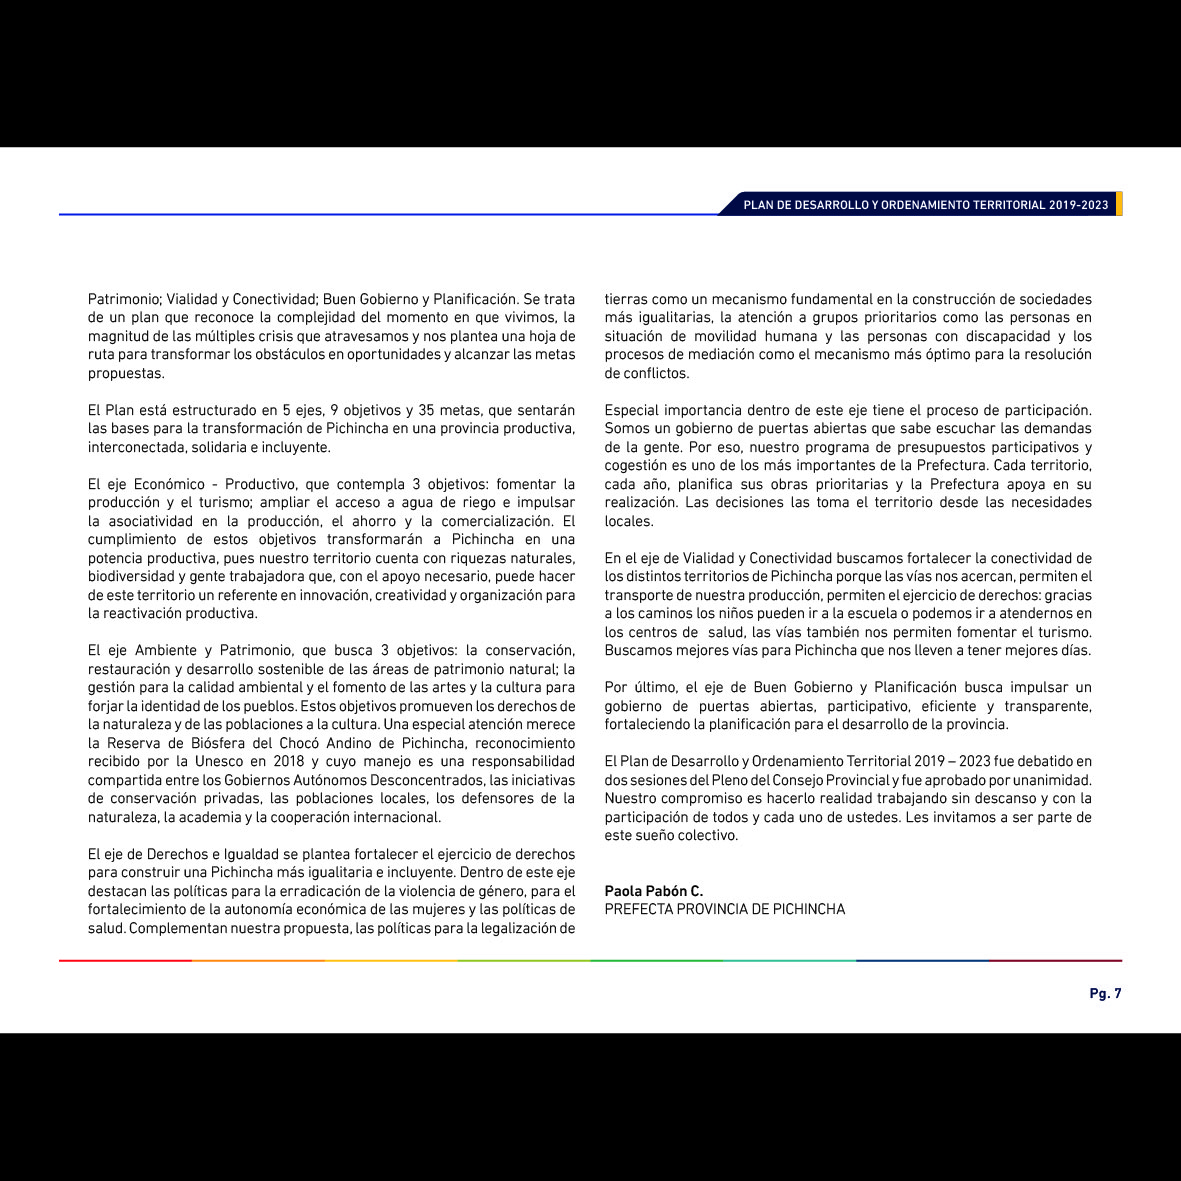 PLAN DE DESARROLLO Y ORDENAMIENTO TERRITORIAL 2019-2023
Patrimonio; Vialidad y Conectividad; Buen Gobierno y Planificación. Se trata
de un plan que reconoce la complejidad del momento en que vivimos, la
magnitud de las múltiples crisis que atravesamos y nos plantea una hoja de
ruta para transformar los obstáculos en oportunidades y alcanzar las metas
propuestas.
El Plan está estructurado en 5 ejes, 9 objetivos y 35 metas, que sentarán
las bases para la transformación de Pichincha en una provincia productiva,
interconectada, solidaria e incluyente.
El eje Económico - Productivo, que contempla 3 objetivos: fomentar la
producción y el turismo; ampliar el acceso a agua de riego e impulsar
la asociatividad en la producción, el ahorro y la comercialización. El
cumplimiento de estos objetivos transformarán a Pichincha en una
potencia productiva, pues nuestro territorio cuenta con riquezas naturales,
biodiversidad y gente trabajadora que, con el apoyo necesario, puede hacer
de este territorio un referente en innovación, creatividad y organización para
la reactivación productiva.
El eje Ambiente y Patrimonio, que busca 3 objetivos: la conservación,
restauración y desarrollo sostenible de las áreas de patrimonio natural; la
gestión para la calidad ambiental y el fomento de las artes y la cultura para
forjar la identidad de los pueblos. Estos objetivos promueven los derechos de
la naturaleza y de las poblaciones a la cultura. Una especial atención merece
la Reserva de Biósfera del Chocó Andino de Pichincha, reconocimiento
recibido por la Unesco en 2018 y cuyo manejo es una responsabilidad
compartida entre los Gobiernos Autónomos Desconcentrados, las iniciativas
de conservación privadas, las poblaciones locales, los defensores de la
naturaleza, la academia y la cooperación internacional.
El eje de Derechos e Igualdad se plantea fortalecer el ejercicio de derechos
para construir una Pichincha más igualitaria e incluyente. Dentro de este eje
destacan las políticas para la erradicación de la violencia de género, para el
fortalecimiento de la autonomía económica de las mujeres y las políticas de
salud. Complementan nuestra propuesta, las políticas para la legalización de
tierras como un mecanismo fundamental en la construcción de sociedades
más igualitarias, la atención a grupos prioritarios como las personas en
situación de movilidad humana y las personas con discapacidad y los
procesos de mediación como el mecanismo más óptimo para la resolución
de conflictos.
Especial importancia dentro de este eje tiene el proceso de participación.
Somos un gobierno de puertas abiertas que sabe escuchar las demandas
de la gente. Por eso, nuestro programa de presupuestos participativos y
cogestión es uno de los más importantes de la Prefectura. Cada territorio,
cada año, planifica sus obras prioritarias y la Prefectura apoya en su
realización. Las decisiones las toma el territorio desde las necesidades
locales.
En el eje de Vialidad y Conectividad buscamos fortalecer la conectividad de
los distintos territorios de Pichincha porque las vías nos acercan, permiten el
transporte de nuestra producción, permiten el ejercicio de derechos: gracias
a los caminos los niños pueden ir a la escuela o podemos ir a atendernos en
los centros de  salud, las vías también nos permiten fomentar el turismo.
Buscamos mejores vías para Pichincha que nos lleven a tener mejores días.
Por último, el eje de Buen Gobierno y Planificación busca impulsar un
gobierno de puertas abiertas, participativo, eficiente y transparente,
fortaleciendo la planificación para el desarrollo de la provincia.
El Plan de Desarrollo y Ordenamiento Territorial 2019 – 2023 fue debatido en
dos sesiones del Pleno del Consejo Provincial y fue aprobado por unanimidad.
Nuestro compromiso es hacerlo realidad trabajando sin descanso y con la
participación de todos y cada uno de ustedes. Les invitamos a ser parte de
este sueño colectivo.
Paola Pabón C.
PREFECTA PROVINCIA DE PICHINCHA
Pg. 7